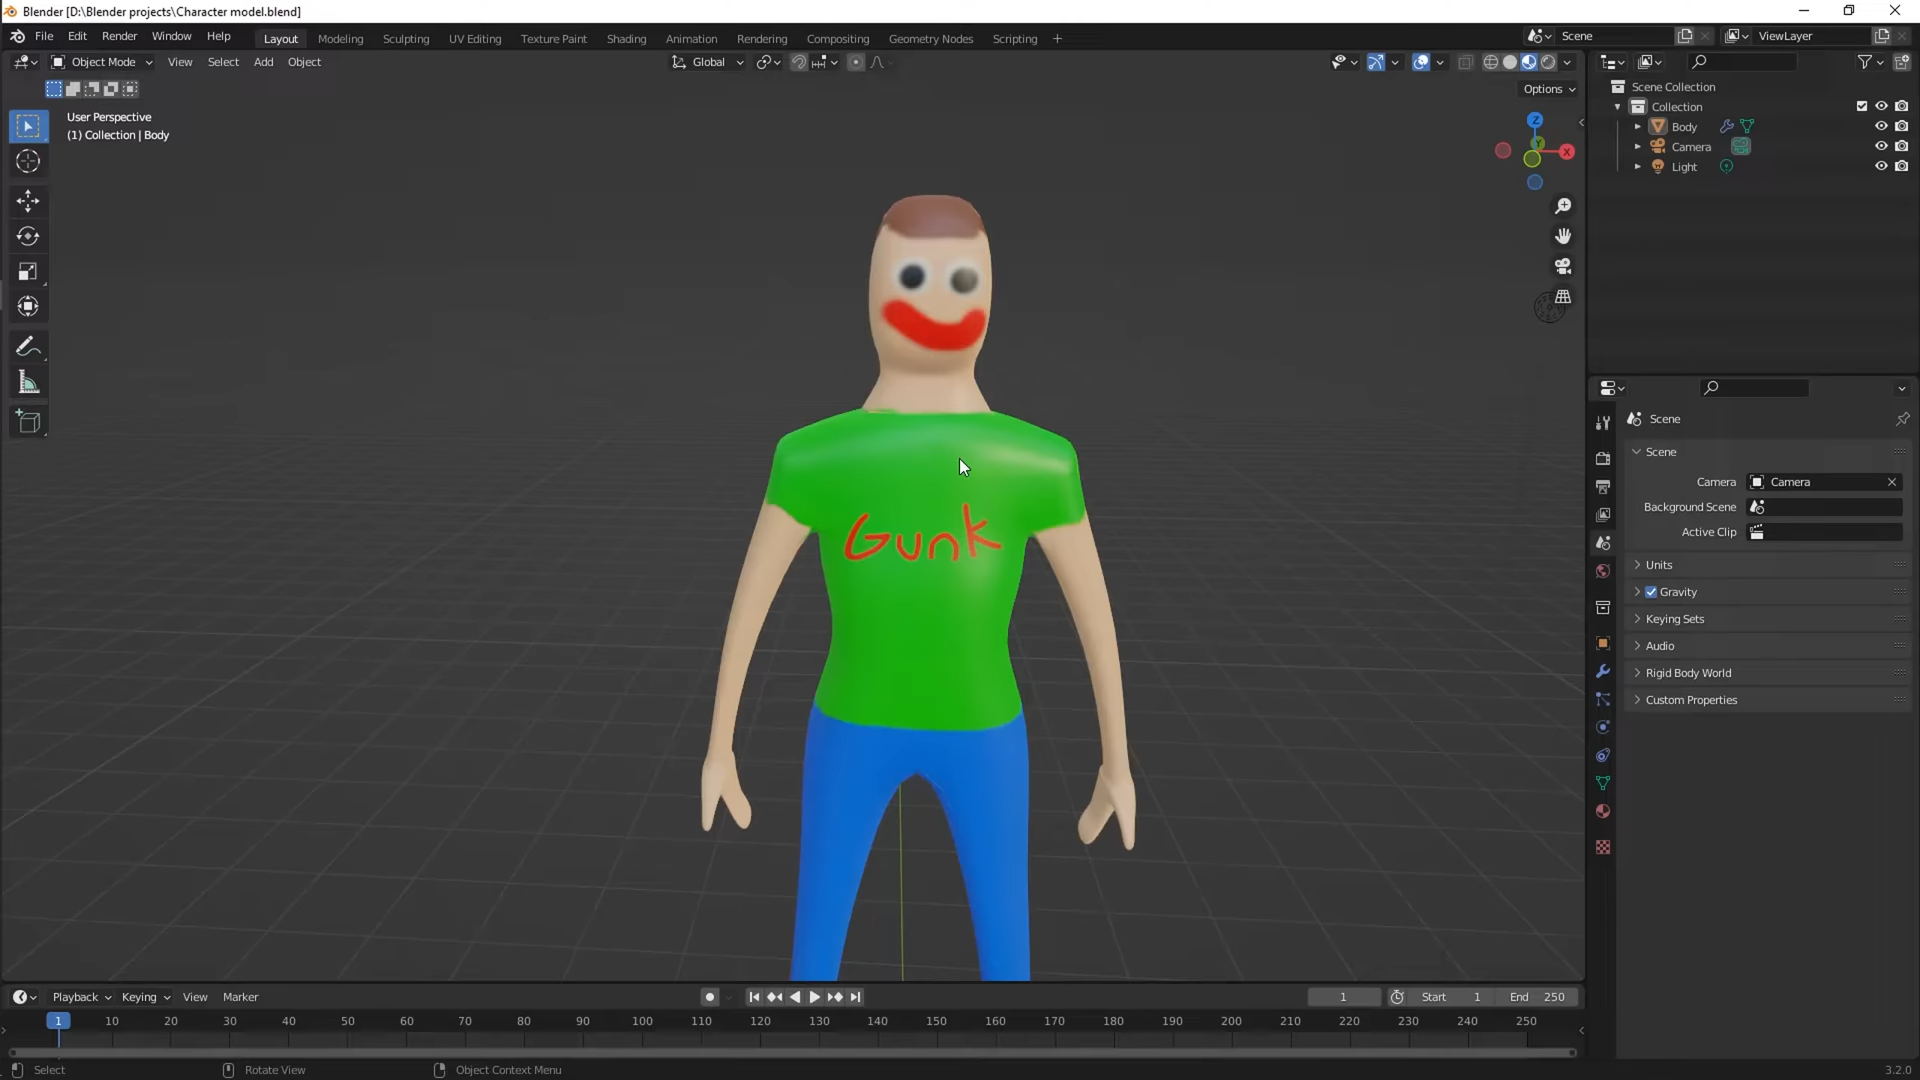 Blender [D:\Blender projects\Character model.blend]
File Edit Render Window Help Layout Modeling Sculpting UV Editing Texture Paint Shading Animation Rendering Compositing Geometry Nodes Scripting + Scene ViewLayer
Object Mode View Select Add Object Global
Options
User Perspective
(1) Collection | Body
Z
Y
X
Gunk
Scene Collection
Collection
Body
Camera
Light
Scene
Scene
Camera Camera
Background Scene
Active Clip
Units
Gravity
Keying Sets
Audio
Rigid Body World
Custom Properties
Playback Keying View Marker 1 Start 1 End 250
1 10 20 30 40 50 60 70 80 90 100 110 120 130 140 150 160 170 180 190 200 210 220 230 240 250
Select Rotate View Object Context Menu 3.2.0